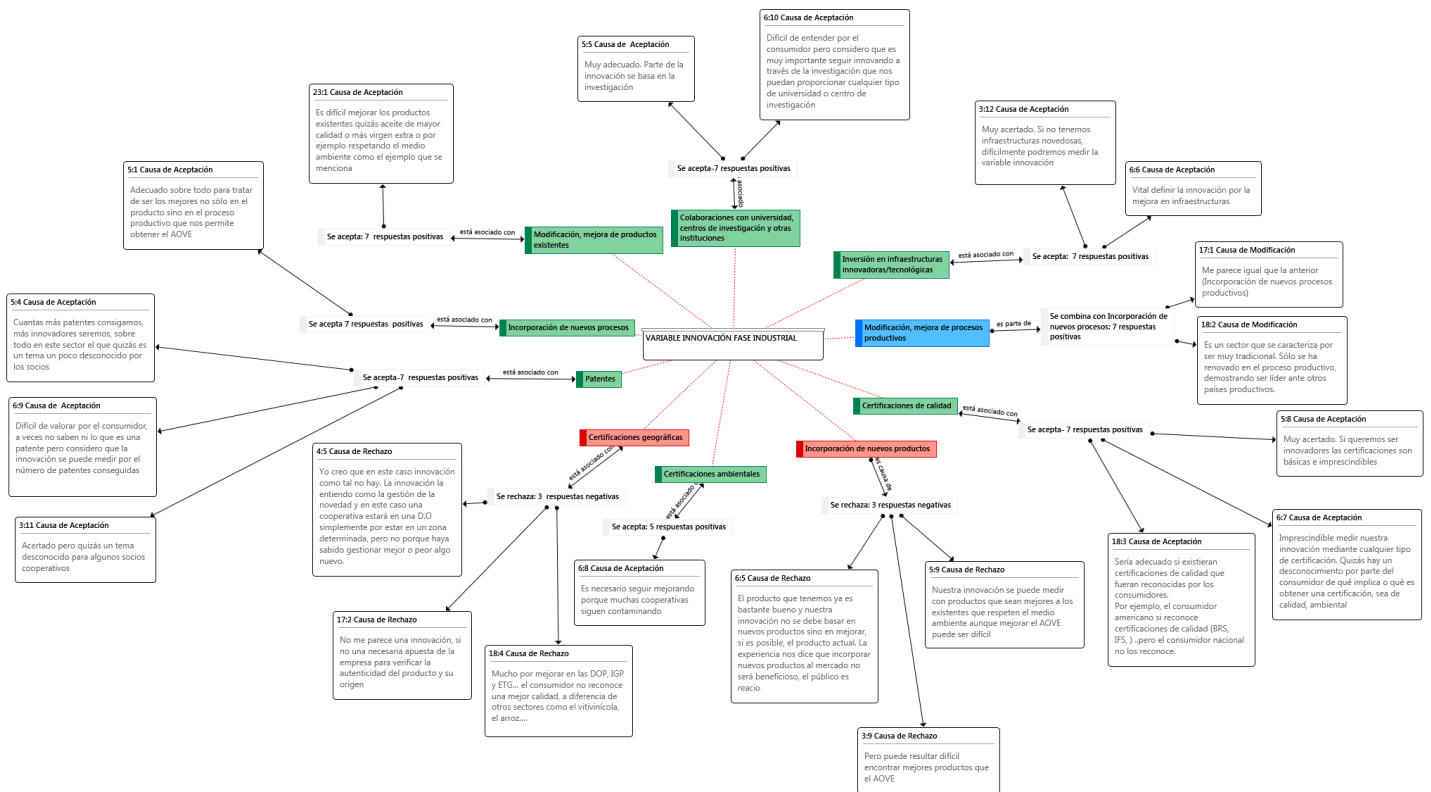 6:10 Causa de Aceptación
Difícil de entender por el
consumidor pero considero que es
muy importante seguir innovando a
través de la investigación que nos
puedan proporcionar cualquier tipo
de universidad o centro de
investigación
5:5 Causa de  Aceptación
Muy adecuado. Parte de la
innovación se basa en la
investigación
23:1 Causa de Aceptación
Es difícil mejorar los productos
existentes quizás aceite de mayor
calidad o más virgen extra o por
ejemplo respetando el medio
ambiente como el ejemplo que se
menciona
3:12 Causa de Aceptación
Muy acertado. Si no tenemos
infraestructuras novedosas,
difícilmente podremos medir la
variable innovación
5:1 Causa de Aceptación
Adecuado sobre todo para tratar
de ser los mejores no sólo en el
producto sino en el proceso
productivo que nos permite
obtener el AOVE
Se acepta-7 respuestas positivas
6:6 Causa de Aceptación
Vital definir la innovación por la
mejora en infraestructuras
asociado
Colaboraciones con universidad,
centros de investigación y otras
instituciones
Se acepta: 7  respuestas positivas
está asociado con
Modificación, mejora de productos
existentes
Inversión en infraestructuras
innovadoras/tecnológicas
está asociado con
Se acepta:  7 respuestas positivas
17:1 Causa de Modificación
Me parece igual que la anterior
(Incorporación de nuevos procesos
productivos)
5:4 Causa de Aceptación
Cuantas más patentes consigamos,
más innovadores seremos, sobre
todo en este sector el que quizás es
un tema un poco desconocido por
los socios
Se acepta 7 respuestas  positivas
está asociado con
Incorporación de nuevos procesos
VARIABLE INNOVACIÓN FASE INDUSTRIAL
Modificación, mejora de procesos
productivos
es parte de
Se combina con Incorporación de
nuevos procesos: 7 respuestas
positivas
18:2 Causa de Modificación
Es un sector que se caracteriza por
ser muy tradicional. Sólo se ha
renovado en el proceso productivo,
demostrando ser líder ante otros
países productivos.
Se acepta-7  respuestas positivas
está asociado con
Patentes
6:9 Causa de  Aceptación
Difícil de valorar por el consumidor,
a veces no saben ni lo que es una
patente pero considero que la
innovación se puede medir por el
número de patentes conseguidas
Certificaciones de calidad
está asociado con
Se acepta- 7 respuestas positivas
5:8 Causa de Aceptación
Muy acertado. Si queremos ser
innovadores las certificaciones son
básicas e imprescindibles
Certificaciones geográficas
está asociado con
4:5 Causa de Rechazo
Yo creo que en este caso innovación
como tal no hay. La innovación la
entiendo como la gestión de la
novedad y en este caso una
cooperativa estará en una D.O
simplemente por estar en un zona
determinada, pero no porque haya
sabido gestionar mejor o peor algo
nuevo.
Se rechaza: 3  respuestas negativas
Certificaciones ambientales
está asociado
Se acepta: 5 respuestas positivas
Incorporación de nuevos productos
es causa de
Se rechaza: 3 respuestas negativas
3:11 Causa de Aceptación
Acertado pero quizás un tema
desconocido para algunos socios
cooperativos
6:7 Causa de Aceptación
Imprescindible medir nuestra
innovación mediante cualquier tipo
de certificación. Quizás hay un
desconocimiento por parte del
consumidor de qué implica o qué es
obtener una certificación, sea de
calidad, ambiental
18:3 Causa de Aceptación
Sería adecuado si existieran
certificaciones de calidad que
fueran reconocidas por los
consumidores.
Por ejemplo, el consumidor
americano si reconoce
certificaciones de calidad (BRS,
IFS, ) ..pero el consumidor nacional
no los reconoce.
6:8 Causa de Aceptación
Es necesario seguir mejorando
porque muchas cooperativas
siguen contaminando
6:5 Causa de Rechazo
El producto que tenemos ya es
bastante bueno y nuestra
innovación no se debe basar en
nuevos productos sino en mejorar,
si es posible, el producto actual. La
experiencia nos dice que incorporar
nuevos productos al mercado no
será beneficioso, el público es
reacio
5:9 Causa de Rechazo
Nuestra innovación se puede medir
con productos que sean mejores a los
existentes que respeten el medio
ambiente aunque mejorar el AOVE
puede ser difícil
17:2 Causa de Rechazo
No me parece una innovación, si
no una necesaria apuesta de la
empresa para verificar la
autenticidad del producto y su
origen
18:4 Causa de Rechazo
Mucho por mejorar en las DOP, IGP
y ETG... el consumidor no reconoce
una mejor calidad, a diferencia de
otros sectores como el vitivinícola,
el arroz....
3:9 Causa de Rechazo
Pero puede resultar difícil
encontrar mejores productos que
el AOVE